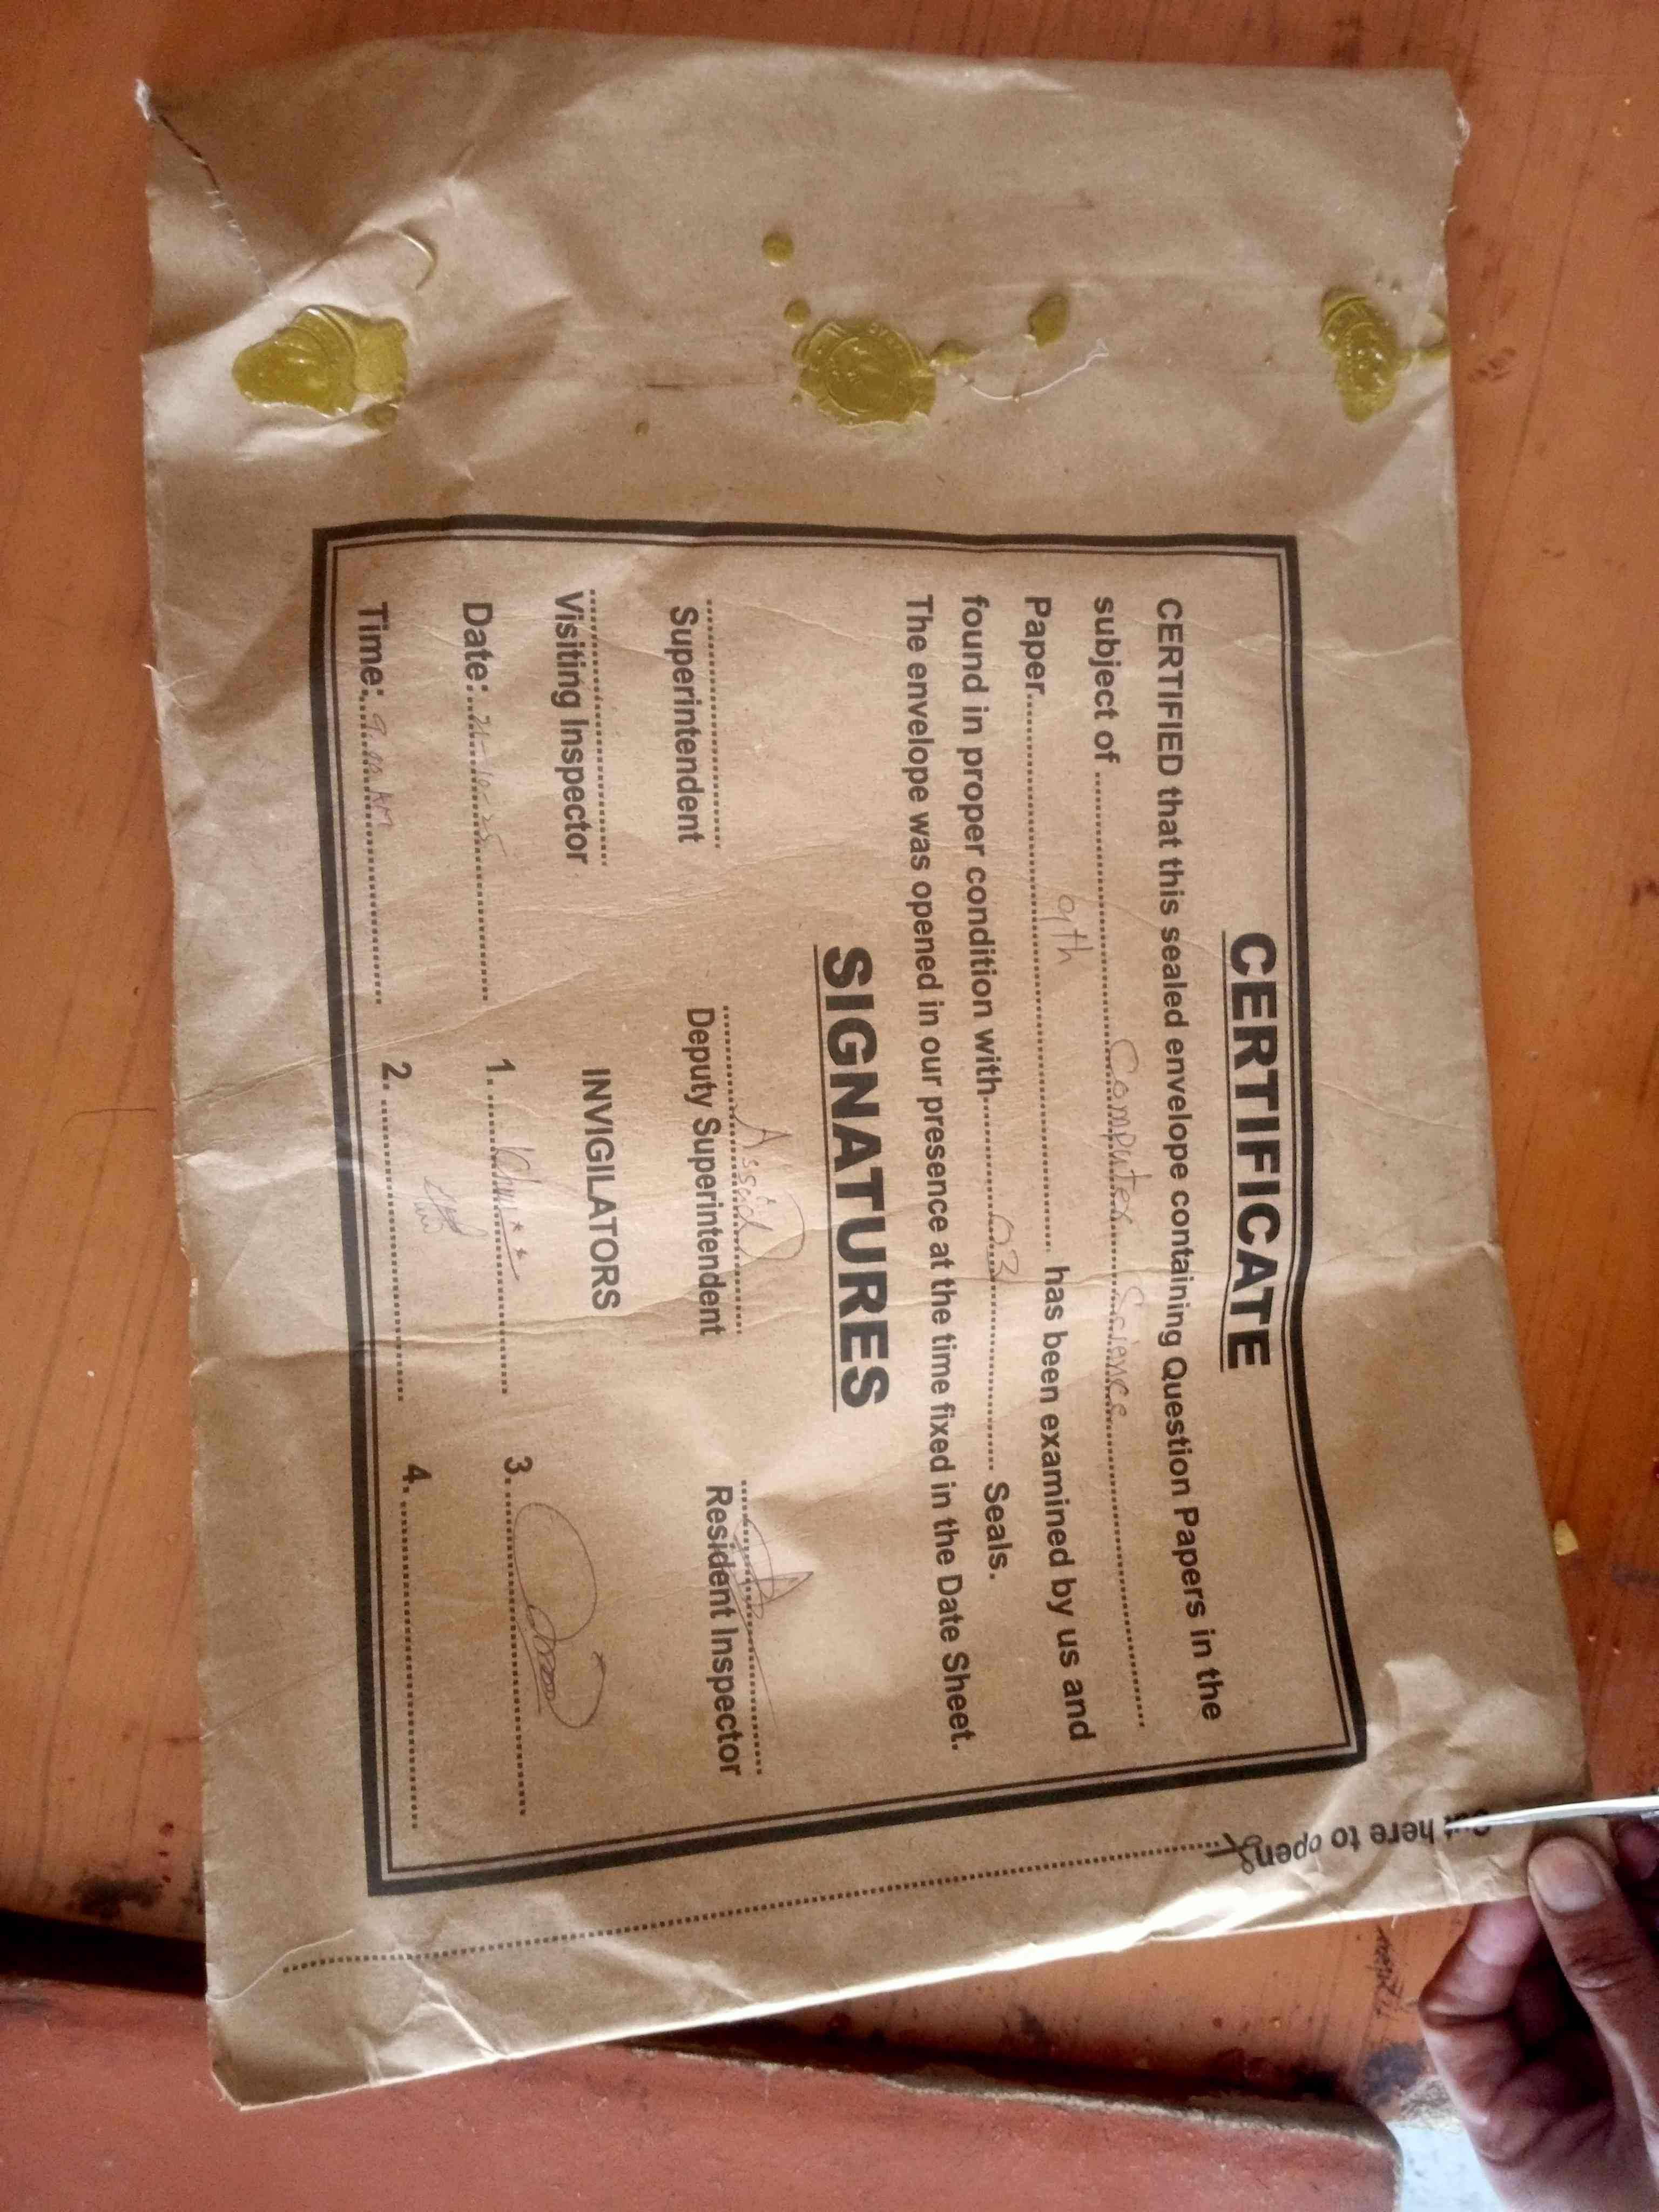 CERTIFICATE
CERTIFIED that this sealed envelope containing Question Papers in the
subject of ........ Computer Science ........
Paper........ 9th ........ has been examined by us and
found in proper condition with........ 03 ........ Seals.
The envelope was opened in our presence at the time fixed in the Date Sheet.
SIGNATURES
Superintendent Deputy Superintendent Resident Inspector
Visiting Inspector
INVIGILATORS
Date:
1. 3.
Time: 9.00 AM
2. 4.
Cut here to open